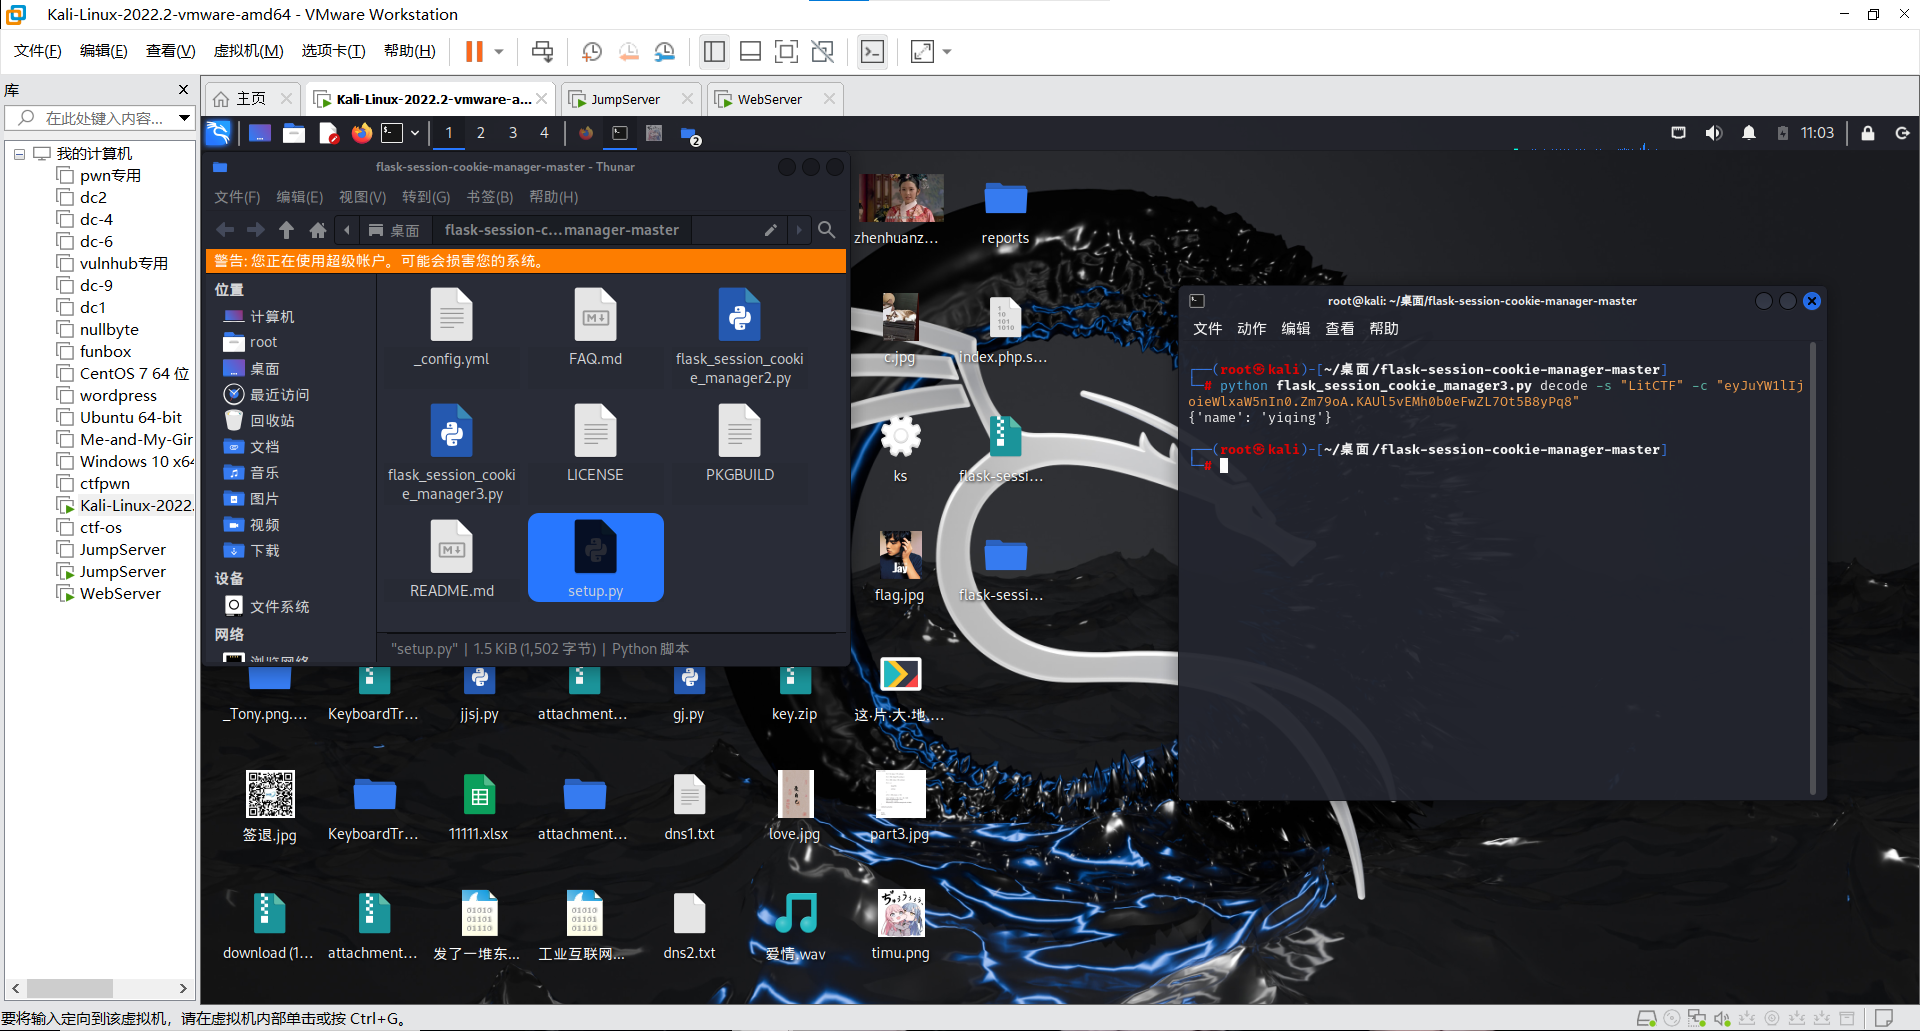 Kali-Linux-2022.2-vmware-amd64 - VMware Workstation
文件(F) 编辑(E) 查看(V) 虚拟机(M) 选项卡(T) 帮助(H)
库
在此处键入内容...
我的计算机
pwn专用
dc2
dc-4
dc-6
vulnhub专用
dc-9
dc1
nullbyte
funbox
CentOS 7 64 位
wordpress
Ubuntu 64-bit
Me-and-My-Gir
Windows 10 x64
ctfpwn
Kali-Linux-2022.
ctf-os
JumpServer
JumpServer
WebServer
主页
Kali-Linux-2022.2-vmware-a...
JumpServer
WebServer
1 2 3 4
2
11:03
flask-session-cookie-manager-master - Thunar
文件(F) 编辑(E) 视图(V) 转到(G) 书签(B) 帮助(H)
桌面 flask-session-c...manager-master
警告: 您正在使用超级帐户。可能会损害您的系统。
位置
计算机
root
桌面
最近访问
回收站
文档
音乐
图片
视频
下载
设备
文件系统
网络
浏览网络
_config.yml
FAQ.md
flask_session_cooki
e_manager2.py
flask_session_cooki
e_manager3.py
LICENSE
PKGBUILD
README.md
setup.py
"setup.py" | 1.5 KiB (1,502 字节) | Python 脚本
zhenhuanz...
reports
c.jpg
index.php.s...
ks
flask-sessi...
Jay
flag.jpg
flask-sessi...
_Tony.png....
KeyboardTr...
jjsj.py
attachment...
gj.py
key.zip
这·片·大·地,...
签退.jpg
KeyboardTr...
11111.xlsx
attachment...
dns1.txt
love.jpg
part3.jpg
download (1...
attachment...
发了一堆东...
工业互联网...
dns2.txt
爱情.wav
timu.png
root@kali: ~/桌面/flask-session-cookie-manager-master
文件 动作 编辑 查看 帮助
┌──(root㉿kali)-[~/桌面/flask-session-cookie-manager-master]
└─# python flask_session_cookie_manager3.py decode -s "LitCTF" -c "eyJuYW1lIj
oieWlxaW5nIn0.Zm79oA.KAUl5vEMh0b0eFwZL7Ot5B8yPq8"
{'name': 'yiqing'}
┌──(root㉿kali)-[~/桌面/flask-session-cookie-manager-master]
└─#
要将输入定向到该虚拟机，请在虚拟机内部单击或按 Ctrl+G。